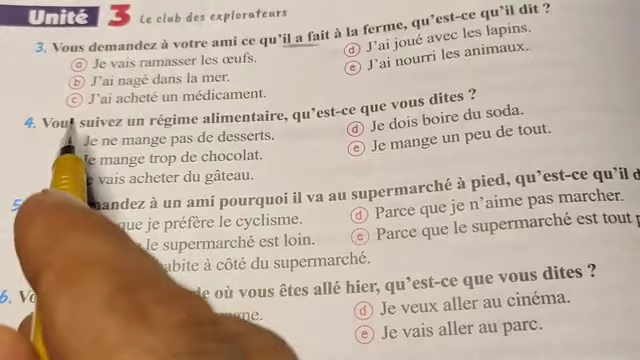 Unité 3 Le club des explorateurs
3. Vous demandez à votre ami ce qu'il a fait à la ferme, qu'est-ce qu'il dit ?
a Je vais ramasser les œufs.
b J'ai nagé dans la mer.
c J'ai acheté un médicament.
d J'ai joué avec les lapins.
e J'ai nourri les animaux.
4. Vous suivez un régime alimentaire, qu'est-ce que vous dites ?
Je ne mange pas de desserts.
Je mange trop de chocolat.
vais acheter du gâteau.
d Je dois boire du soda.
e Je mange un peu de tout.
5. à un ami pourquoi il va au supermarché à pied, qu'est-ce qu'il
que je préfère le cyclisme.
le supermarché est loin.
à côté du supermarché.
d Parce que je n'aime pas marcher.
e Parce que le supermarché est tout
6. où vous êtes allé hier, qu'est-ce que vous dites ?
d Je veux aller au cinéma.
e Je vais aller au parc.